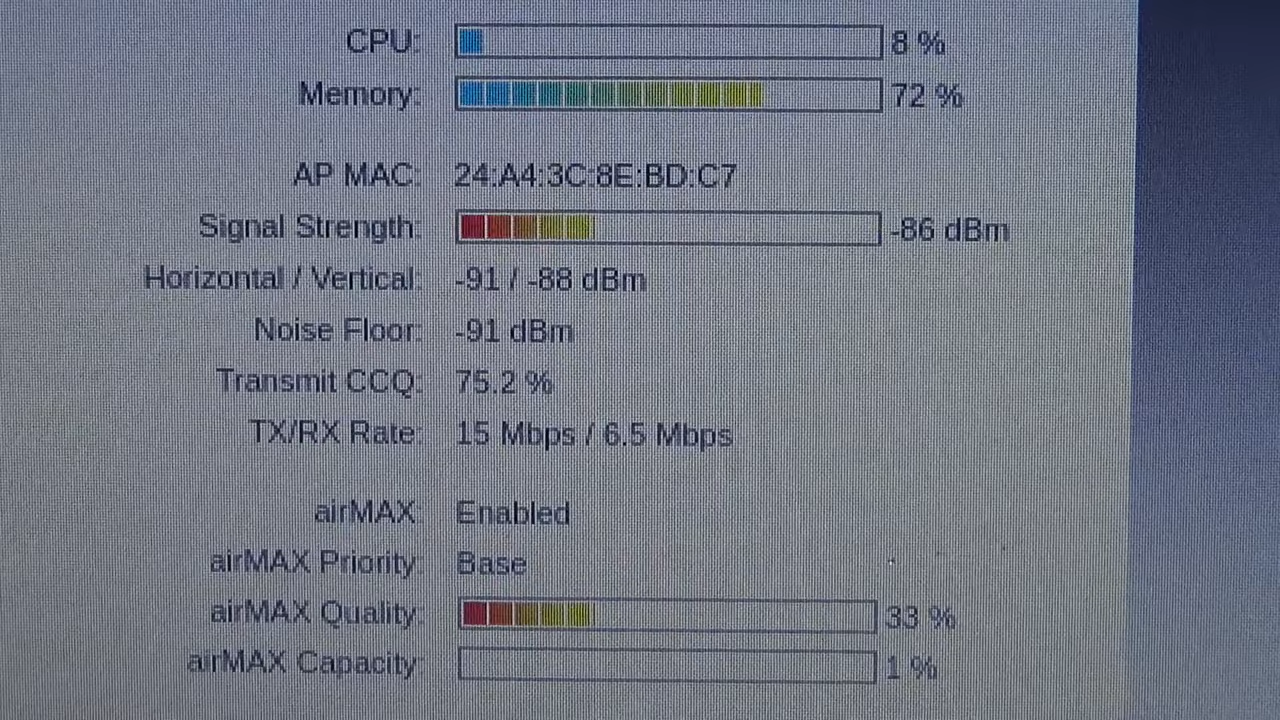 CPU: 8 %
Memory: 72 %
AP MAC: 24:A4:3C:8E:BD:C7
Signal Strength: -86 dBm
Horizontal / Vertical: -91 / -88 dBm
Noise Floor: -91 dBm
Transmit CCQ: 75.2 %
TX/RX Rate: 15 Mbps / 6.5 Mbps
airMAX: Enabled
airMAX Priority: Base
airMAX Quality: 33 %
airMAX Capacity: 1 %